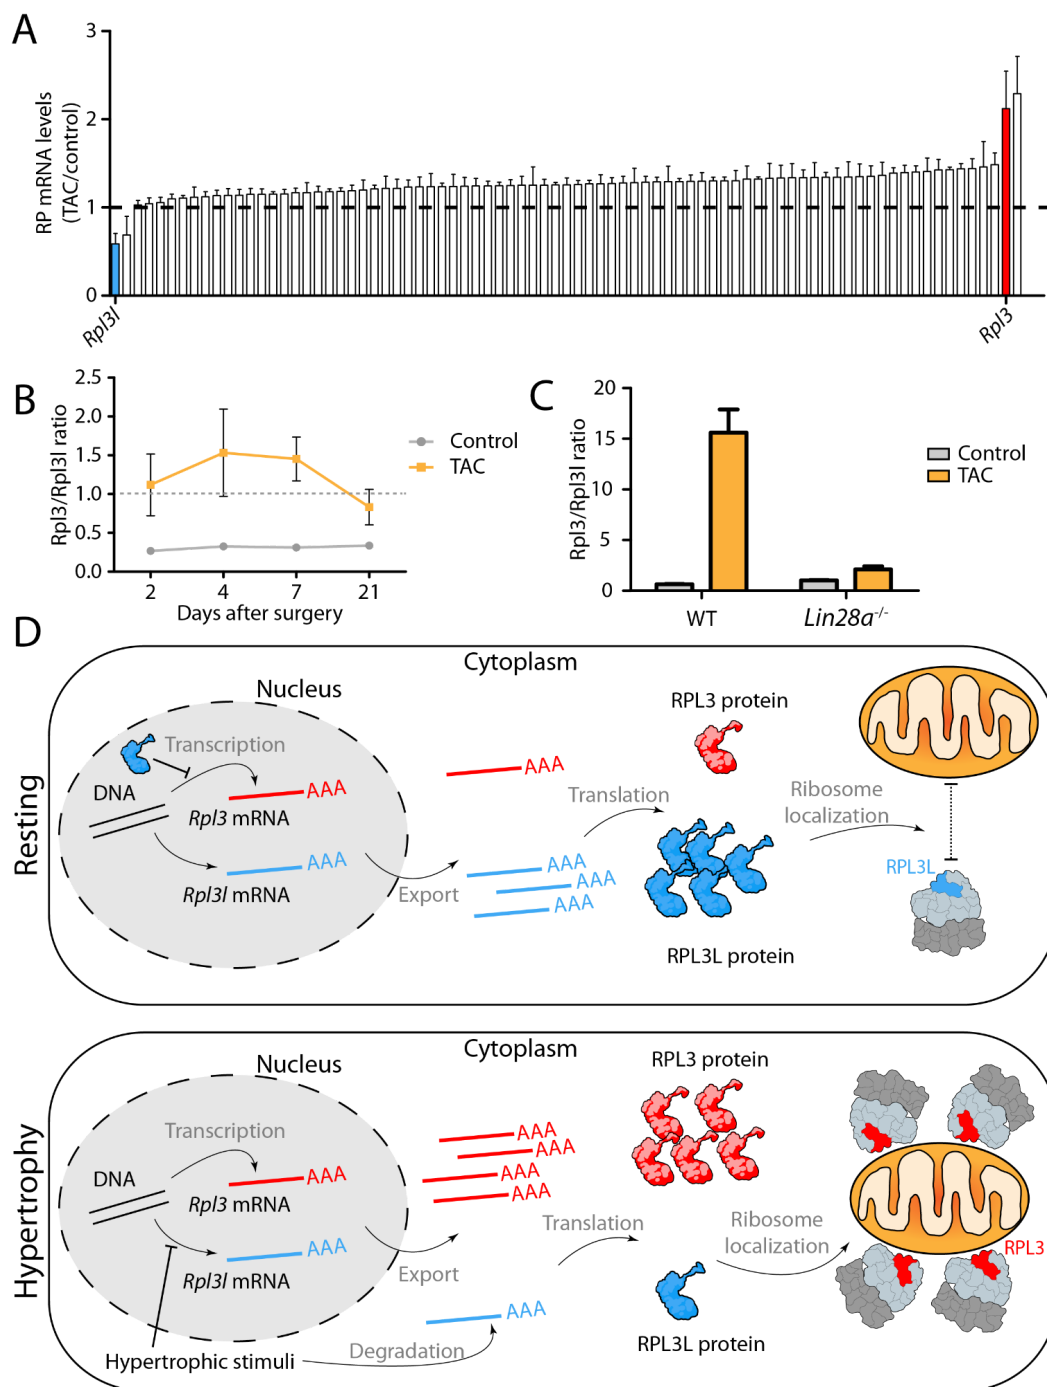 A
RP mRNA levels
(TAC/control)
3
2
1
0
Rpl3l
Rpl3
B
Rpl3/Rpl3l ratio
2.5
2.0
1.5
1.0
0.5
0.0
2
4
7
21
Days after surgery
Control
TAC
C
Rpl3/Rpl3l ratio
20
15
10
5
0
WT
Lin28a-/-
Control
TAC
D
Resting
Cytoplasm
Nucleus
Transcription
DNA
AAA
Rpl3 mRNA
AAA
Rpl3l mRNA
Export
AAA
AAA
AAA
AAA
Translation
RPL3 protein
RPL3L protein
Ribosome
localization
RPL3L
Hypertrophy
Cytoplasm
Nucleus
Transcription
DNA
AAA
Rpl3 mRNA
AAA
Rpl3l mRNA
Export
Hypertrophic stimuli
Degradation
AAA
AAA
AAA
AAA
AAA
Translation
RPL3 protein
RPL3L protein
Ribosome
localization
RPL3